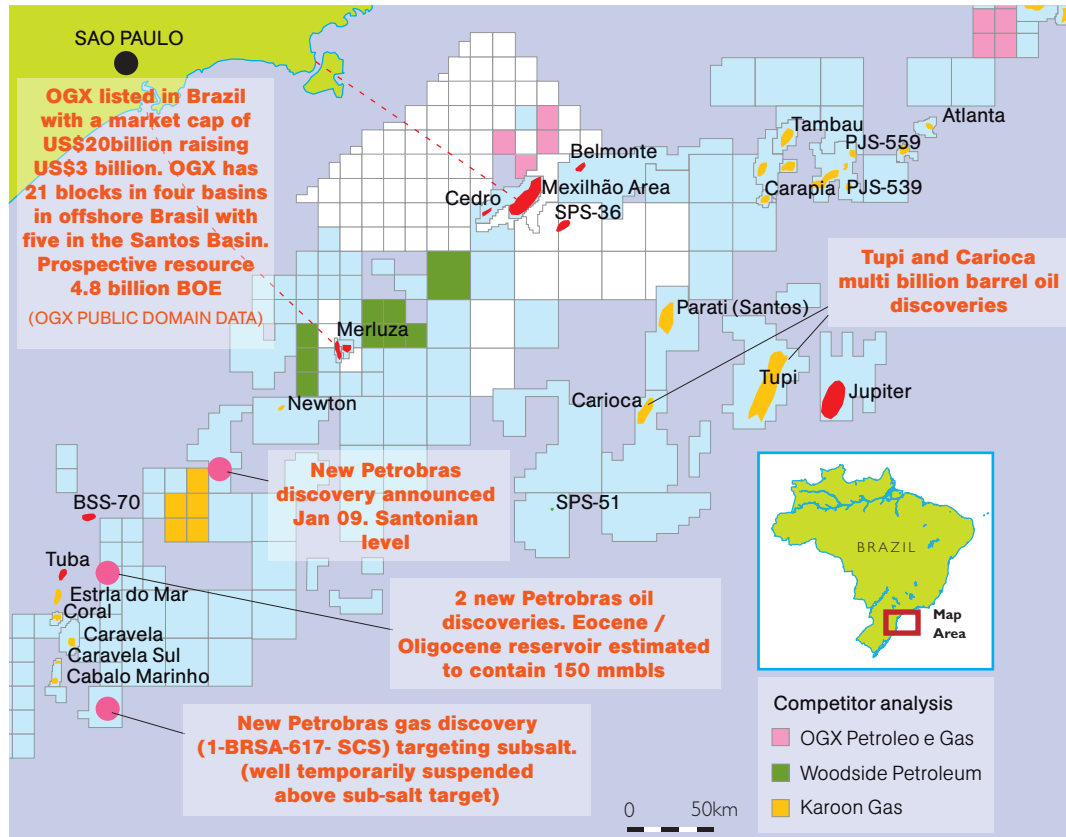 SAO PAULO
OGX listed in Brazil
with a market cap of
US$20billion raising
US$3 billion. OGX has
21 blocks in four basins
in offshore Brasil with
five in the Santos Basin.
Prospective resource
4.8 billion BOE
(OGX PUBLIC DOMAIN DATA)
Belmonte
Cedro
Mexilhão Area
SPS-36
Tambau
PJS-559
Atlanta
Carapia
PJS-539
Tupi and Carioca
multi billion barrel oil
discoveries
Merluza
Parati (Santos)
Tupi
Jupiter
Carioca
Newton
New Petrobras
discovery announced
Jan 09. Santonian
level
SPS-51
BSS-70
Tuba
Estrla do Mar
Coral
Caravela
Caravela Sul
Cabalo Marinho
2 new Petrobras oil
discoveries. Eocene /
Oligocene reservoir estimated
to contain 150 mmbls
New Petrobras gas discovery
(1-BRSA-617- SCS) targeting subsalt.
(well temporarily suspended
above sub-salt target)
BRAZIL
Map
Area
Competitor analysis
OGX Petroleo e Gas
Woodside Petroleum
Karoon Gas
0 50km